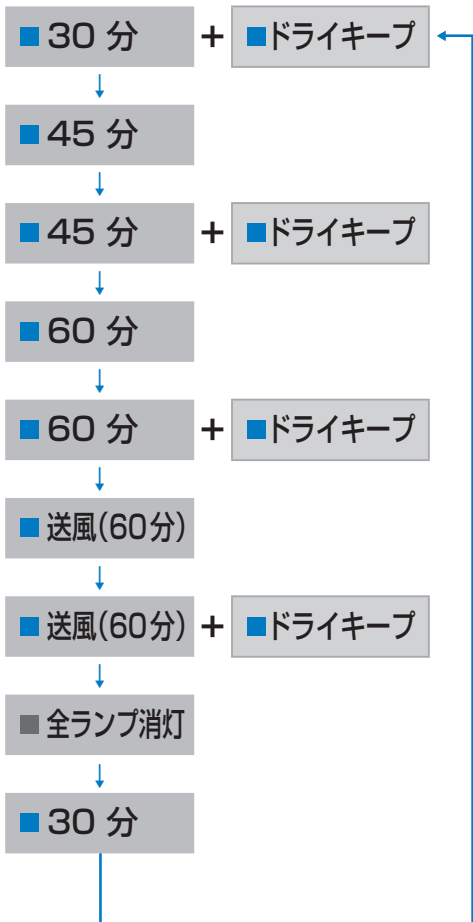 ■30 分 + ■ドライキープ
■45 分
■45 分 + ■ドライキープ
■60 分
■60 分 + ■ドライキープ
■送風(60分)
■送風(60分) + ■ドライキープ
■全ランプ消灯
■30 分